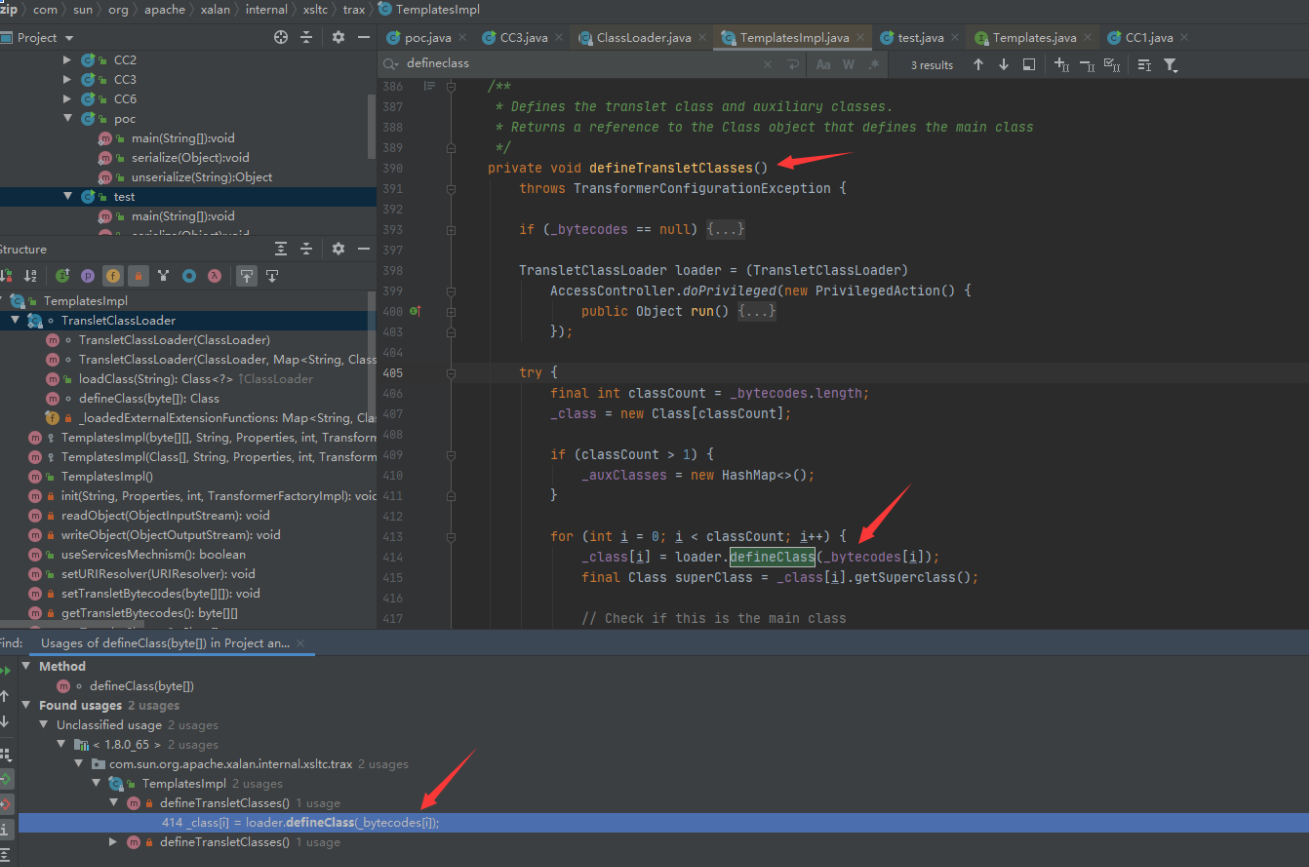 zip com sun org apache xalan internal xsltc trax TemplatesImpl
Project
poc.java CC3.java ClassLoader.java TemplatesImpl.java test.java Templates.java CC1.java
defineclass Aa W .* 3 results
CC2
CC3
CC6
poc
main(String[]):void
serialize(Object):void
unserialize(String):Object
test
main(String[]):void
Structure
TemplatesImpl
TransletClassLoader
TransletClassLoader(ClassLoader)
TransletClassLoader(ClassLoader, Map<String, Class
loadClass(String): Class<?> ↑ClassLoader
defineClass(byte[]): Class
_loadedExternalExtensionFunctions: Map<String, Cla
TemplatesImpl(byte[][], String, Properties, int, Transform
TemplatesImpl(Class[], String, Properties, int, Transform
TemplatesImpl()
init(String, Properties, int, TransformerFactoryImpl): void
readObject(ObjectInputStream): void
writeObject(ObjectOutputStream): void
useServicesMechnism(): boolean
setURIResolver(URIResolver): void
setTransletBytecodes(byte[][]): void
getTransletBytecodes(): byte[][]
386 /**
387 * Defines the translet class and auxiliary classes.
388 * Returns a reference to the Class object that defines the main class
389 */
390 private void defineTransletClasses()
391 throws TransformerConfigurationException {
392
393 if (_bytecodes == null) {...}
397
398 TransletClassLoader loader = (TransletClassLoader)
399 AccessController.doPrivileged(new PrivilegedAction() {
400 public Object run() {...}
403 });
404
405 try {
406 final int classCount = _bytecodes.length;
407 _class = new Class[classCount];
408
409 if (classCount > 1) {
410 _auxClasses = new HashMap<>();
411 }
412
413 for (int i = 0; i < classCount; i++) {
414 _class[i] = loader.defineClass(_bytecodes[i]);
415 final Class superClass = _class[i].getSuperclass();
416
417 // Check if this is the main class
Find: Usages of defineClass(byte[]) in Project an...
Method
defineClass(byte[])
Found usages 2 usages
Unclassified usage 2 usages
< 1.8.0_65 > 2 usages
com.sun.org.apache.xalan.internal.xsltc.trax 2 usages
TemplatesImpl 2 usages
defineTransletClasses() 1 usage
414 _class[i] = loader.defineClass(_bytecodes[i]);
defineTransletClasses() 1 usage